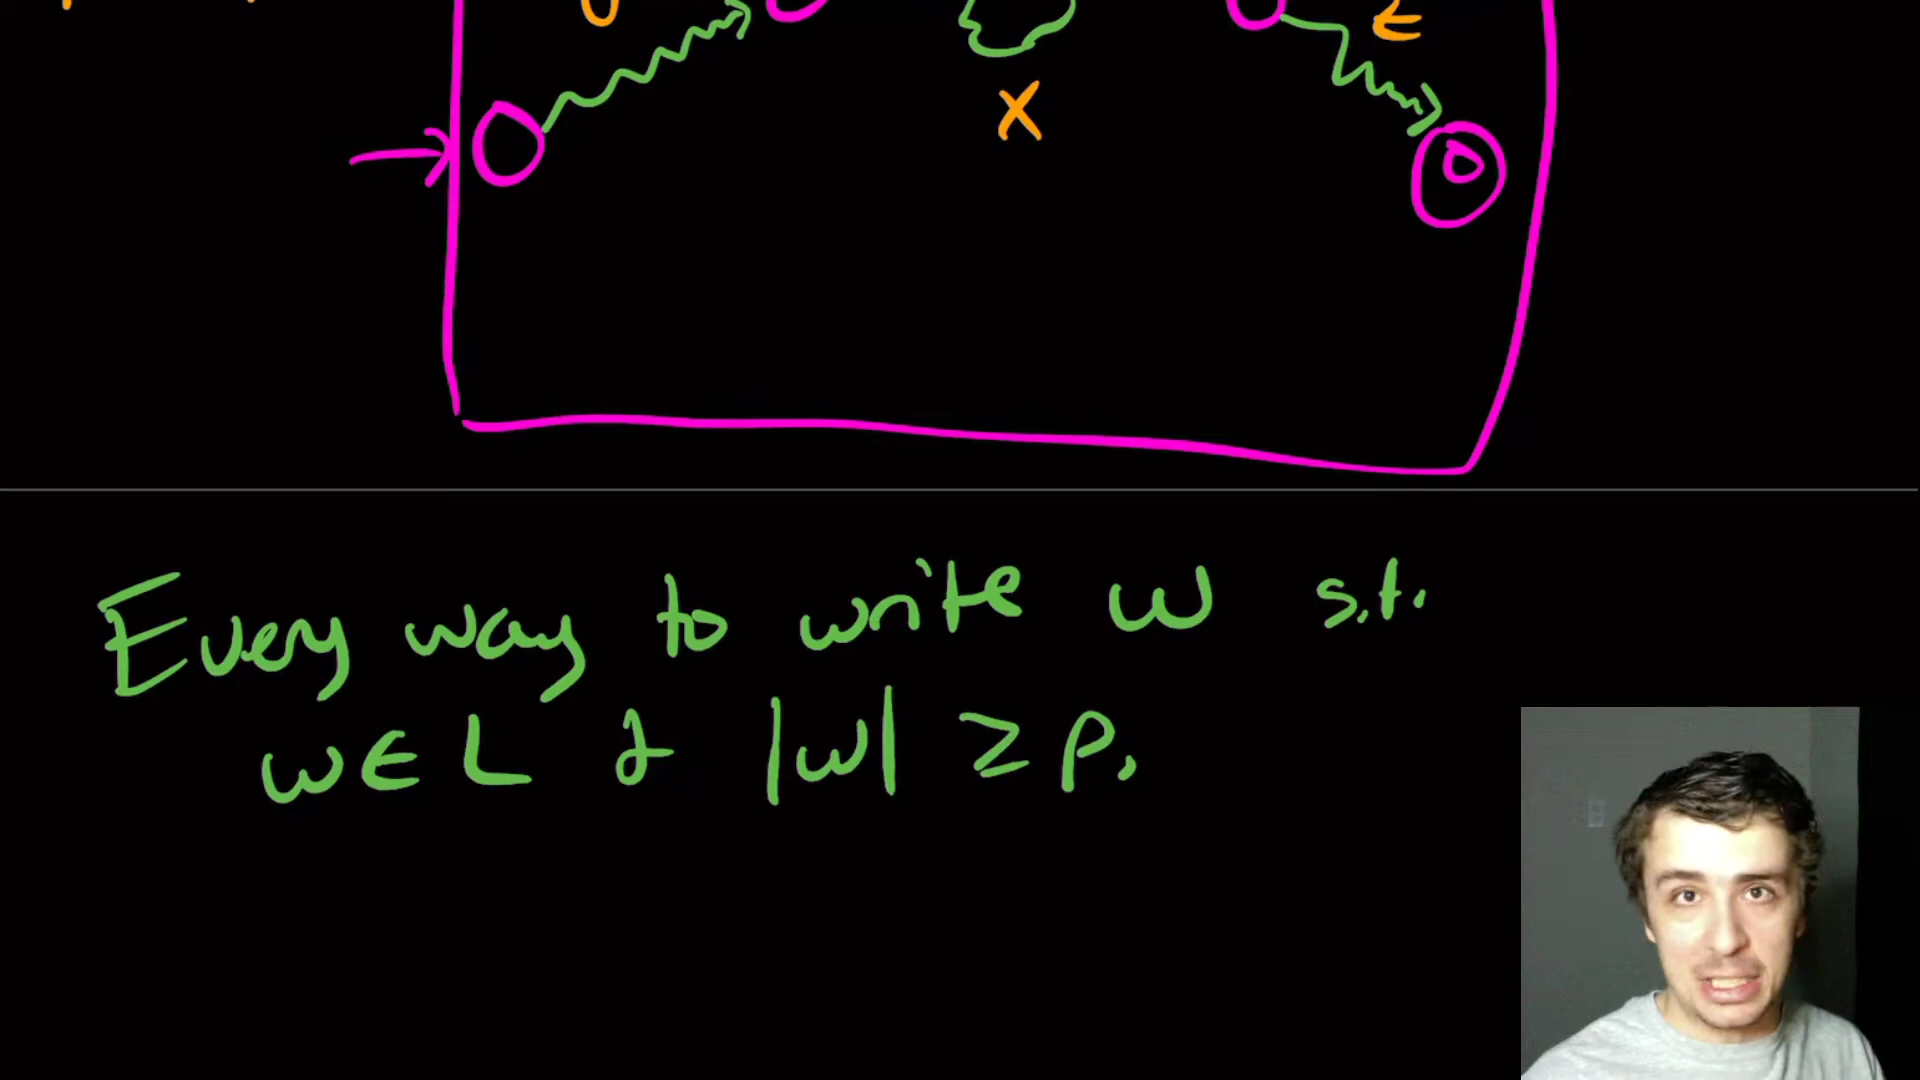 z
x
Every way to write w s.t.
w ∈ L & |w| ≥ p,